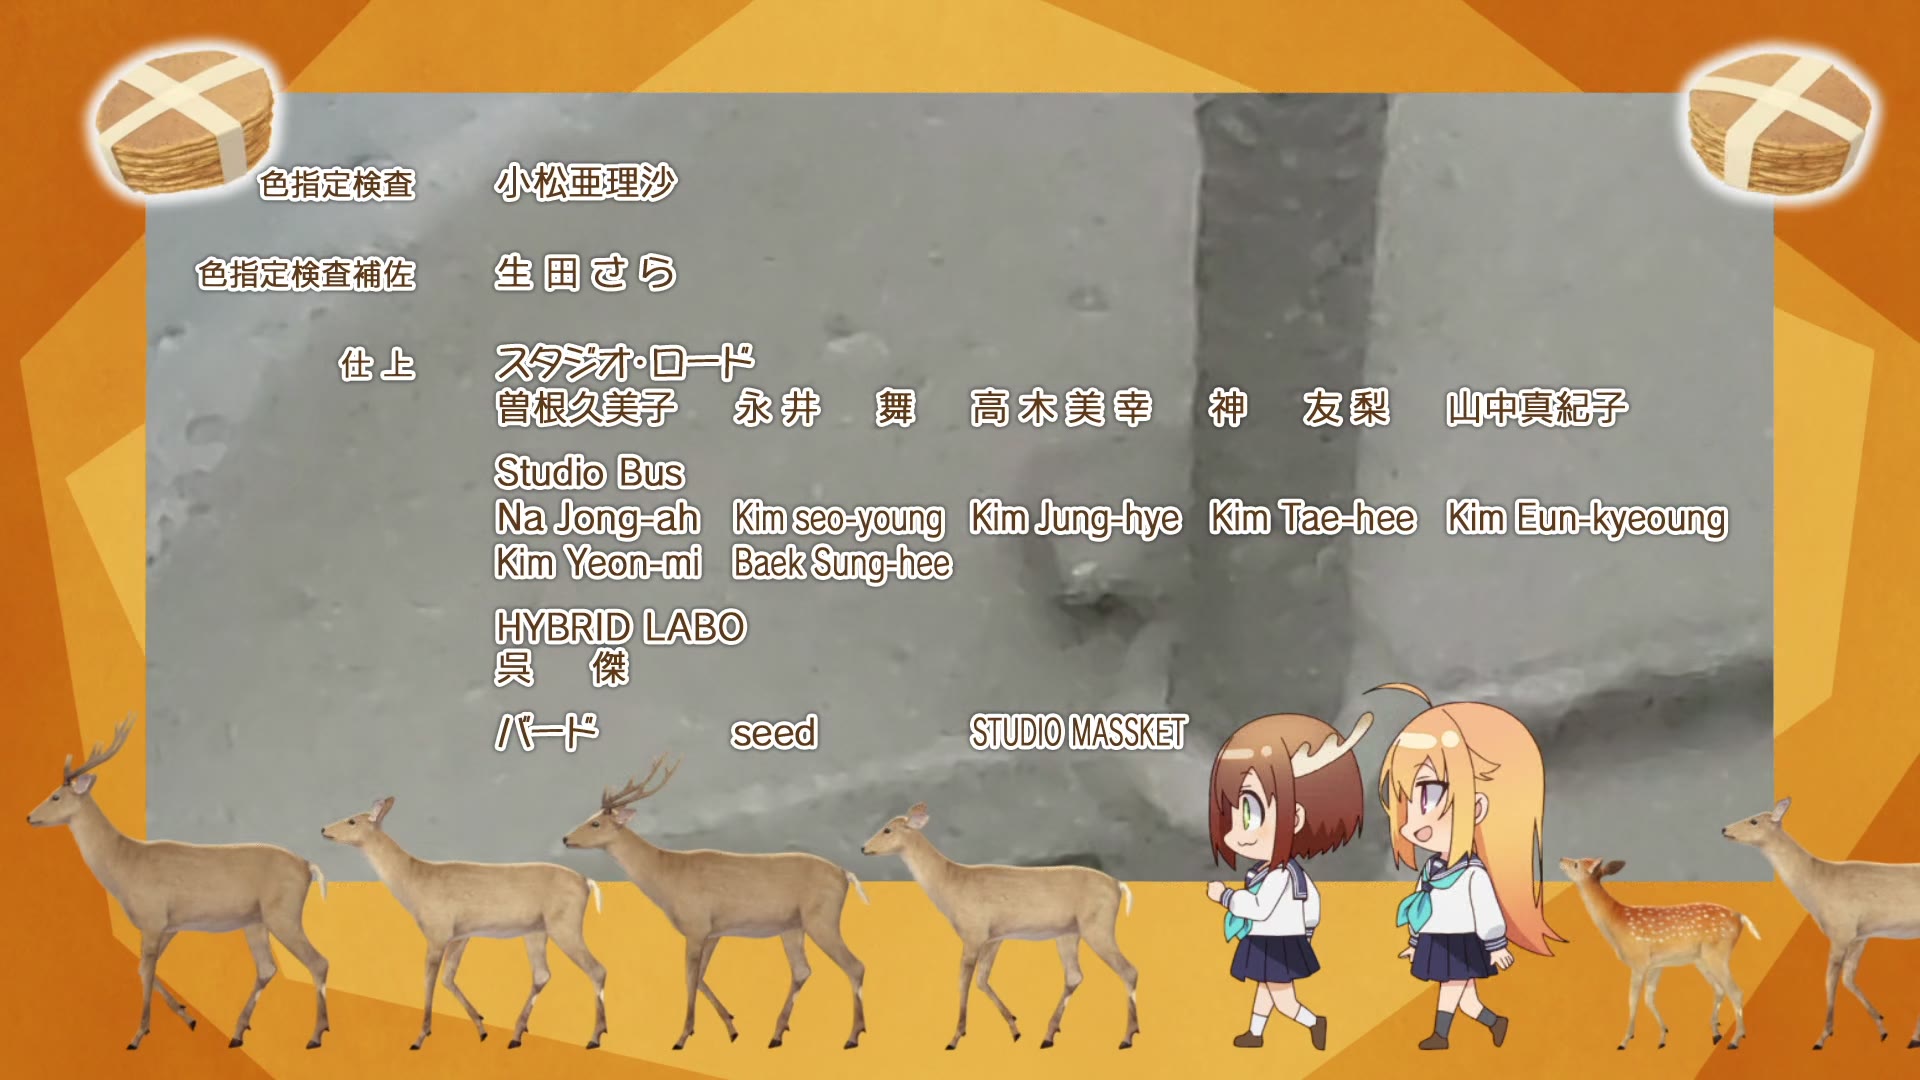 色指定検査 小松亜理沙
色指定検査補佐 生田さら
仕上 スタジオ・ロード
曽根久美子 永井 舞 高木美幸 神 友梨 山中真紀子
Studio Bus
Na Jong-ah Kim seo-young Kim Jung-hye Kim Tae-hee Kim Eun-kyeoung
Kim Yeon-mi Baek Sung-hee
HYBRID LABO
呉 傑
バード seed STUDIO MASSKET